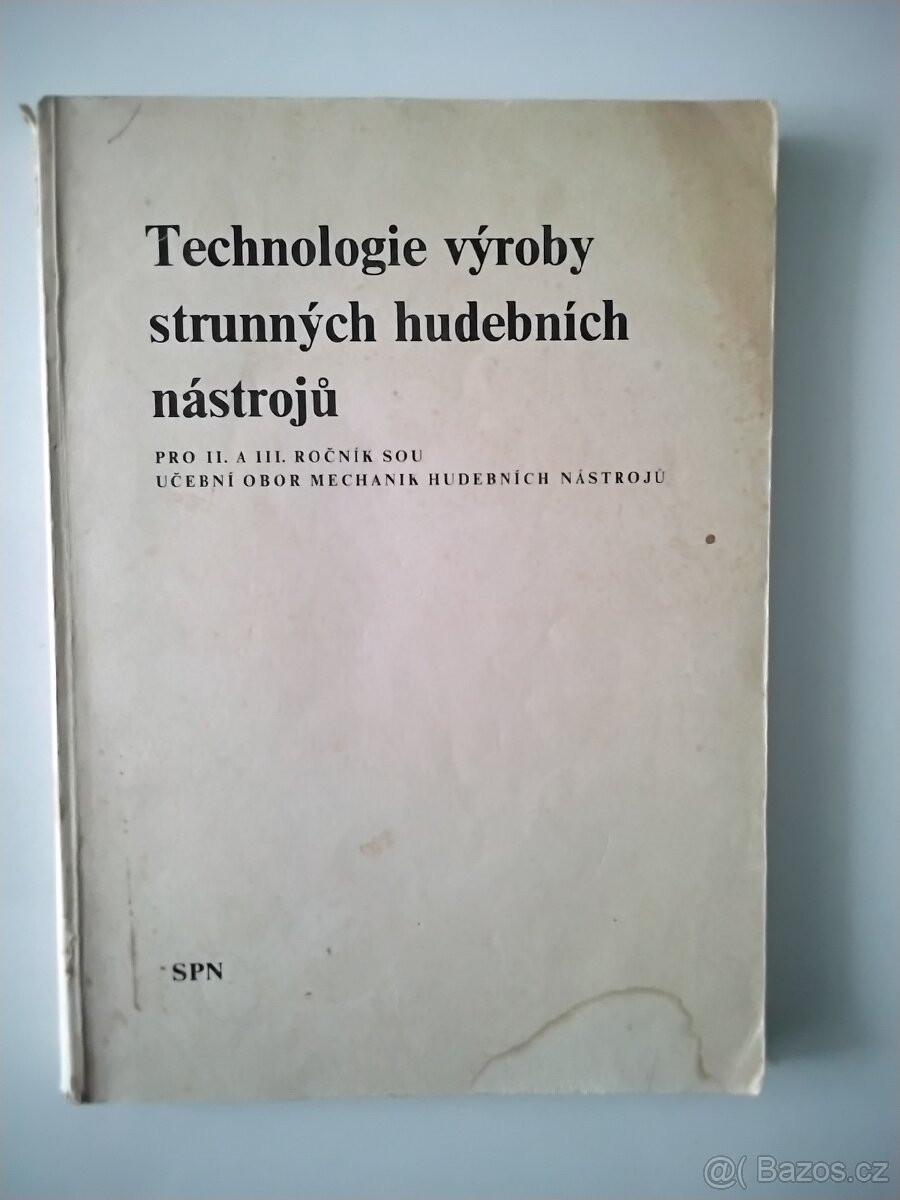 Technologie výroby
strunných hudebních
nástrojů
PRO II. A III. ROČNÍK SOU
UČEBNÍ OBOR MECHANIK HUDEBNÍCH NÁSTROJŮ
SPN
@( Bazos.cz